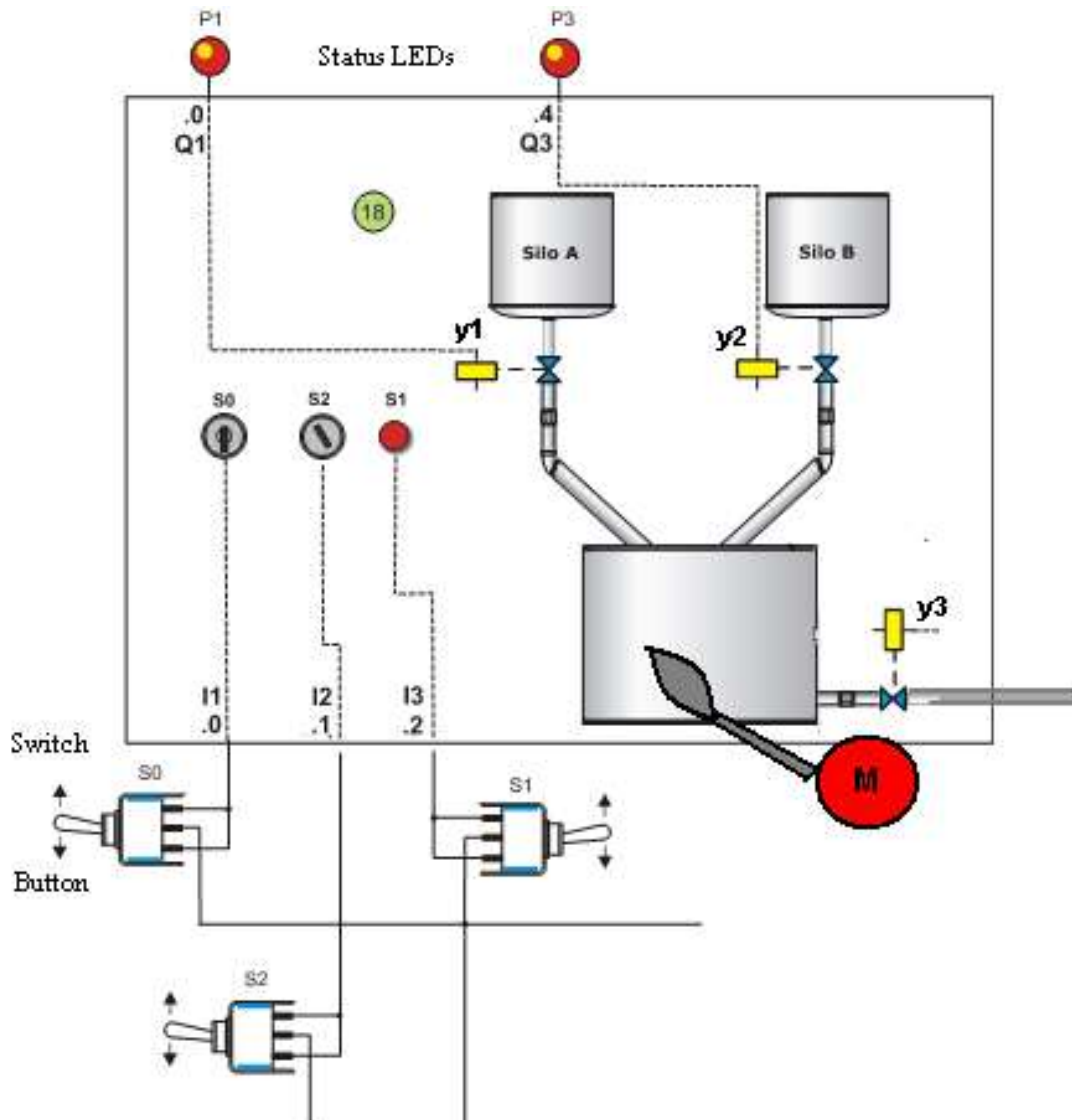 P1
Status LEDs
P3
.0
Q1
.4
Q3
18
Silo A
Silo B
y1
y2
S0
S2
S1
y3
I1
I2
I3
.0
.1
.2
Switch
S0
S1
M
Button
S2